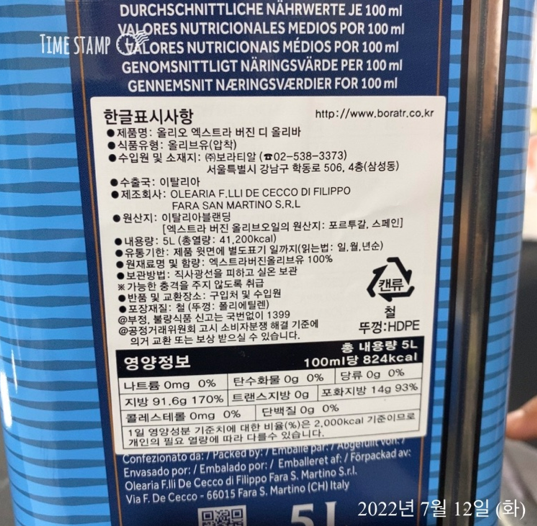 DURCHSCHNITTLICHE NÄHRWERTE JE 100 ml
VALORES NUTRICIONALES MEDIOS POR 100 ml
TIME STAMP
VALORES NUTRICIONAIS MÉDIOS POR 100 ml
GENOMSNITTLIGT NÄRINGSVÄRDE PER 100 ml
GENNEMSNIT NÆRINGSVÆRDIER FOR 100 ml
한글표시사항 http://www.boratr.co.kr
●제품명: 올리오 엑스트라 버진 디 올리바
●식품유형: 올리브유(압착)
●수입원 및 소재지: ㈜보라티알 (☎02-538-3373)
서울특별시 강남구 학동로 506, 4층(삼성동)
●수출국: 이탈리아
●제조회사: OLEARIA F.LLI DE CECCO DI FILIPPO
FARA SAN MARTINO S.R.L
●원산지: 이탈리아블랜딩
[엑스트라 버진 올리브오일의 원산지: 포르투갈, 스페인]
●내용량: 5L (총열량: 41,200kcal)
●유통기한: 제품 윗면에 별도표기 일까지(읽는법: 일,월,년순)
●원재료명 및 함량: 엑스트라버진올리브유 100%
●보관방법: 직사광선을 피하고 실온 보관
※가능한 충격을 주지 않도록 취급
●반품 및 교환장소: 구입처 및 수입원
●포장재질: 철 (뚜껑: 폴리에틸렌)
@부정, 불량식품 신고는 국번없이 1399
@공정거래위원회 고시 소비자분쟁 해결 기준에
의거 교환 또는 보상 받으실 수 있습니다.
캔류
철
뚜껑:HDPE
영양정보 총 내용량 5L
100ml당 824kcal
나트륨 0mg 0% 탄수화물 0g 0% 당류 0g 0%
지방 91.6g 170% 트랜스지방 0g 포화지방 14g 93%
콜레스테롤 0mg 0% 단백질 0g 0%
1일 영양성분 기준치에 대한 비율(%)은 2,000kcal 기준이므로
개인의 필요 열량에 따라 다를수 있습니다.
Confezionato da: / Packed by: / Emballé par: / Abgefüllt von: /
Envasado por: / Embalado por: / Emballeret af: / Förpackad av:
Olearia F.lli De Cecco di Filippo Fara S. Martino S.r.l.
Via F. De Cecco - 66015 Fara S. Martino (CH) Italy
5L
2022년 7월 12일 (화)